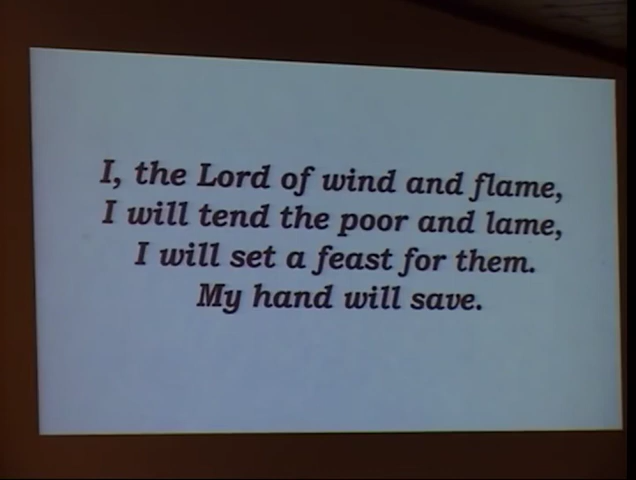 I, the Lord of wind and flame,
I will tend the poor and lame,
I will set a feast for them.
My hand will save.